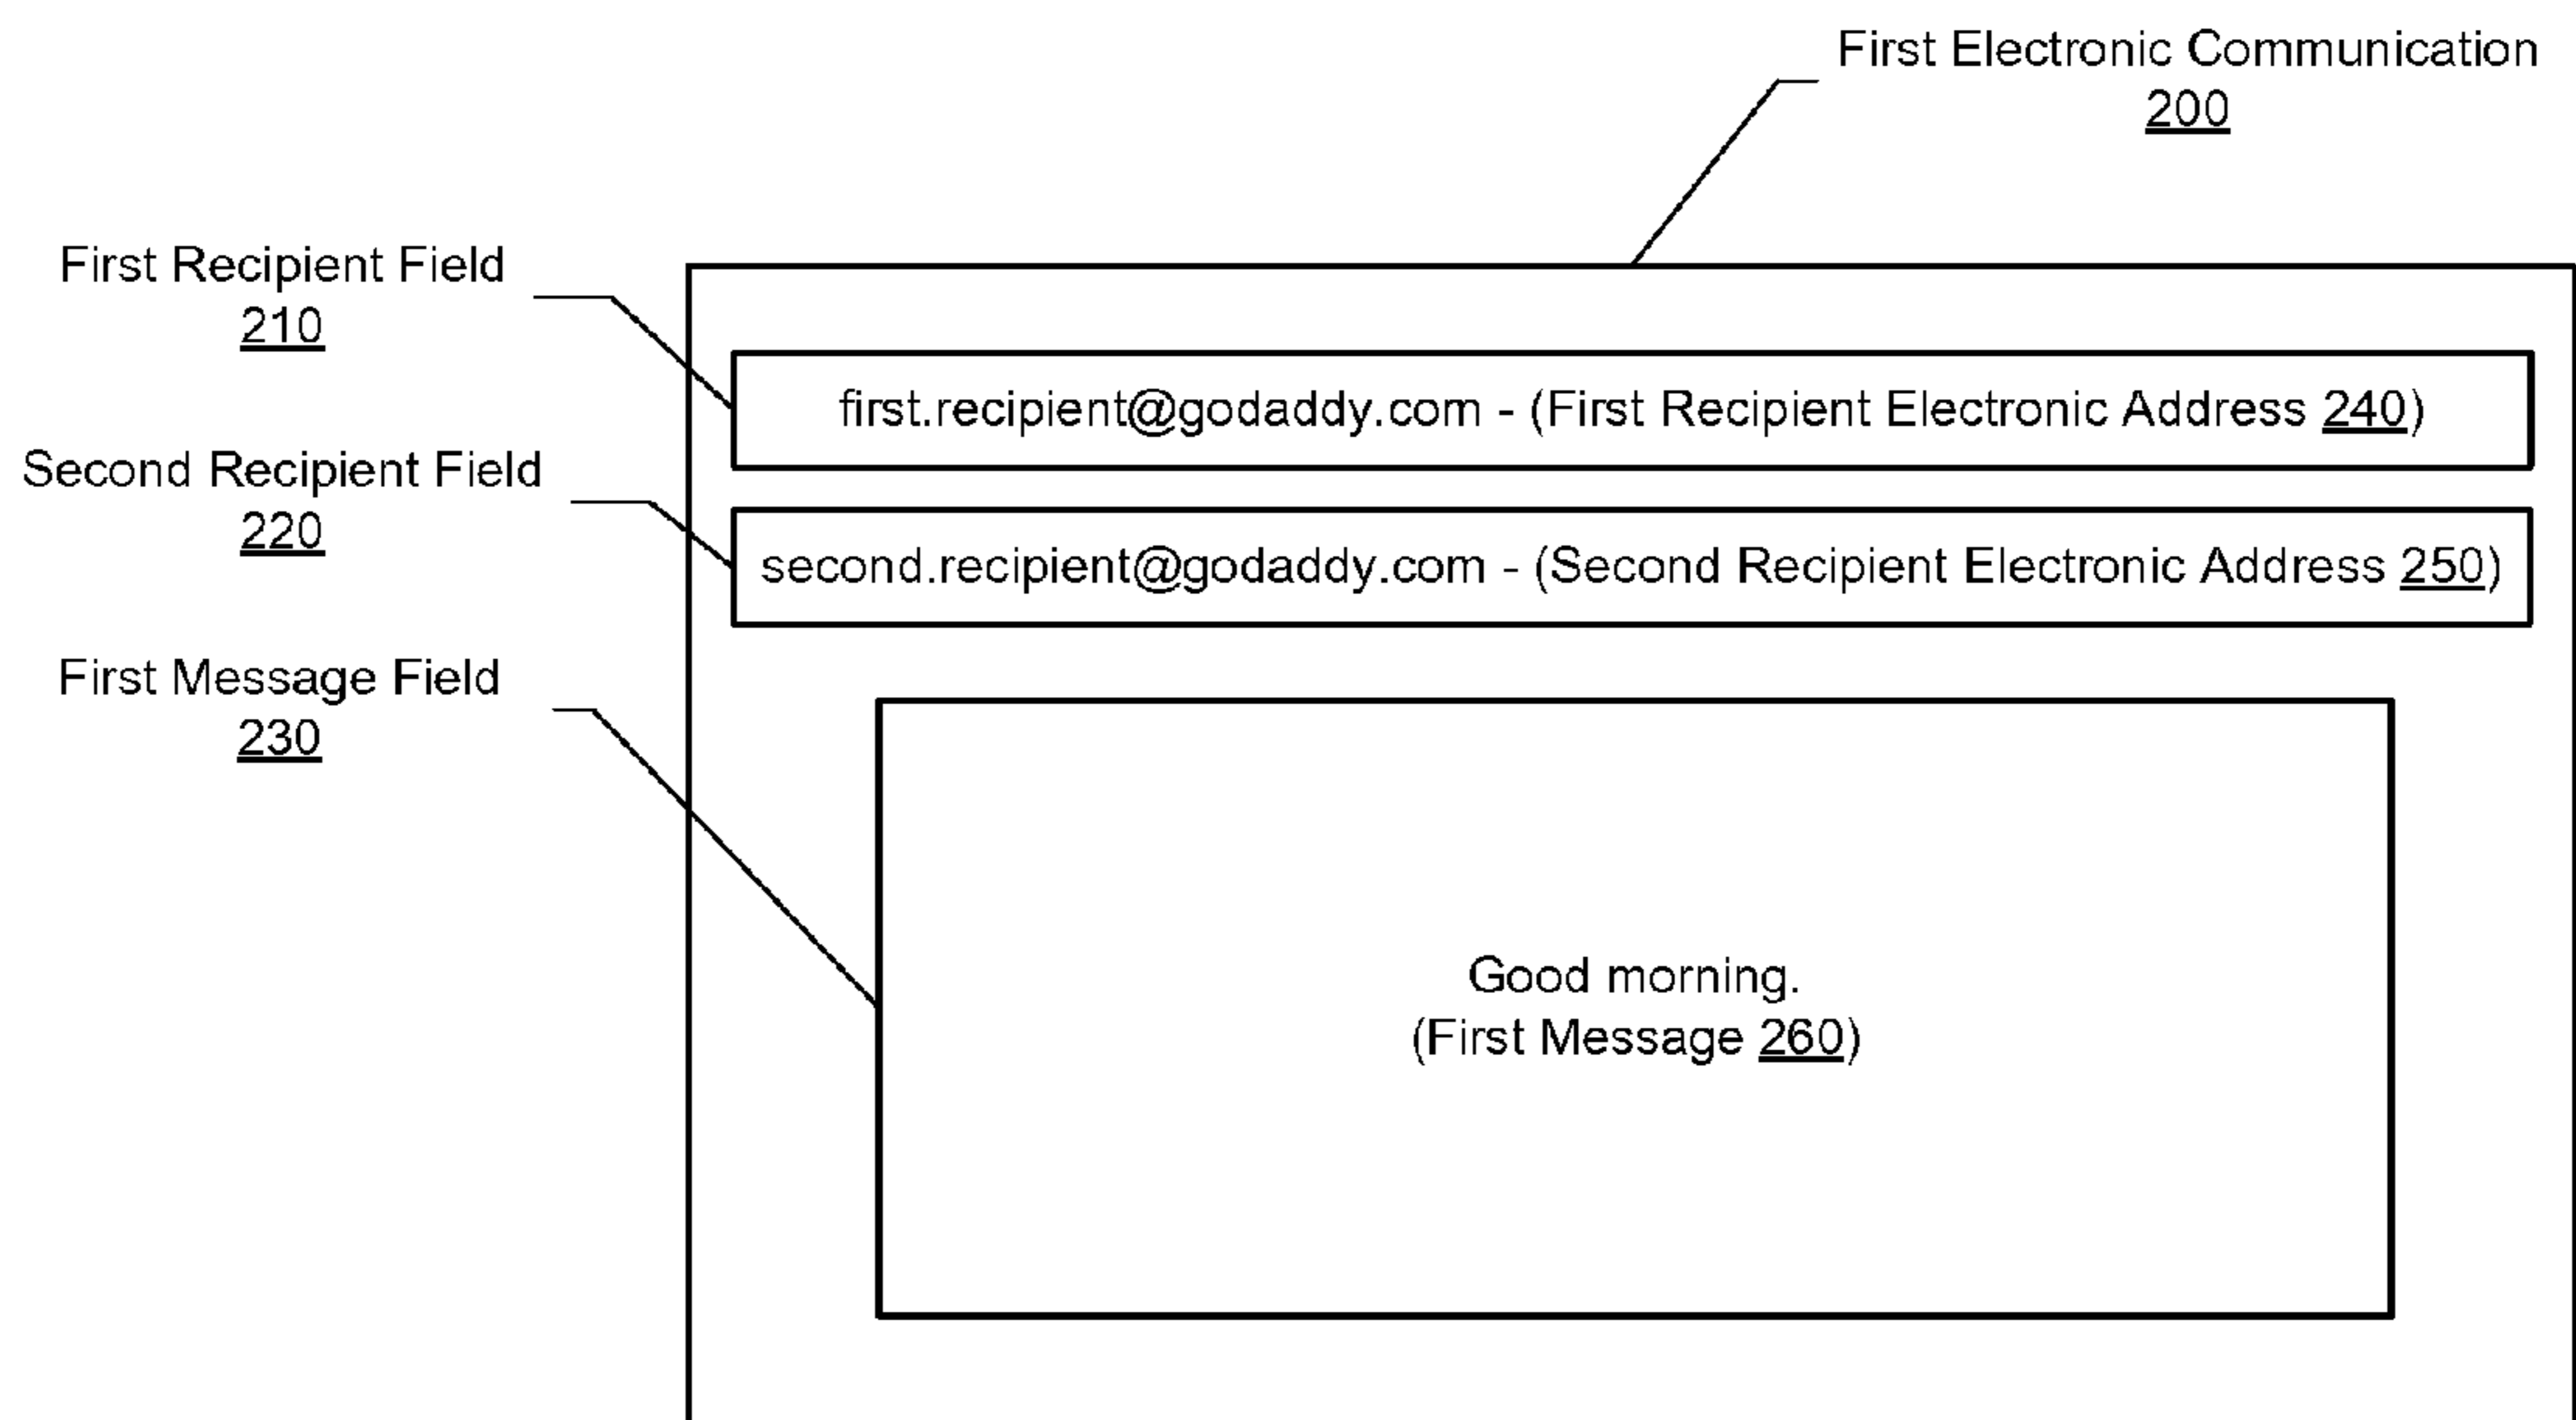 First Electronic Communication
200
First Recipient Field
210
first.recipient@godaddy.com - (First Recipient Electronic Address 240)
Second Recipient Field
220
second.recipient@godaddy.com - (Second Recipient Electronic Address 250)
First Message Field
230
Good morning.
(First Message 260)